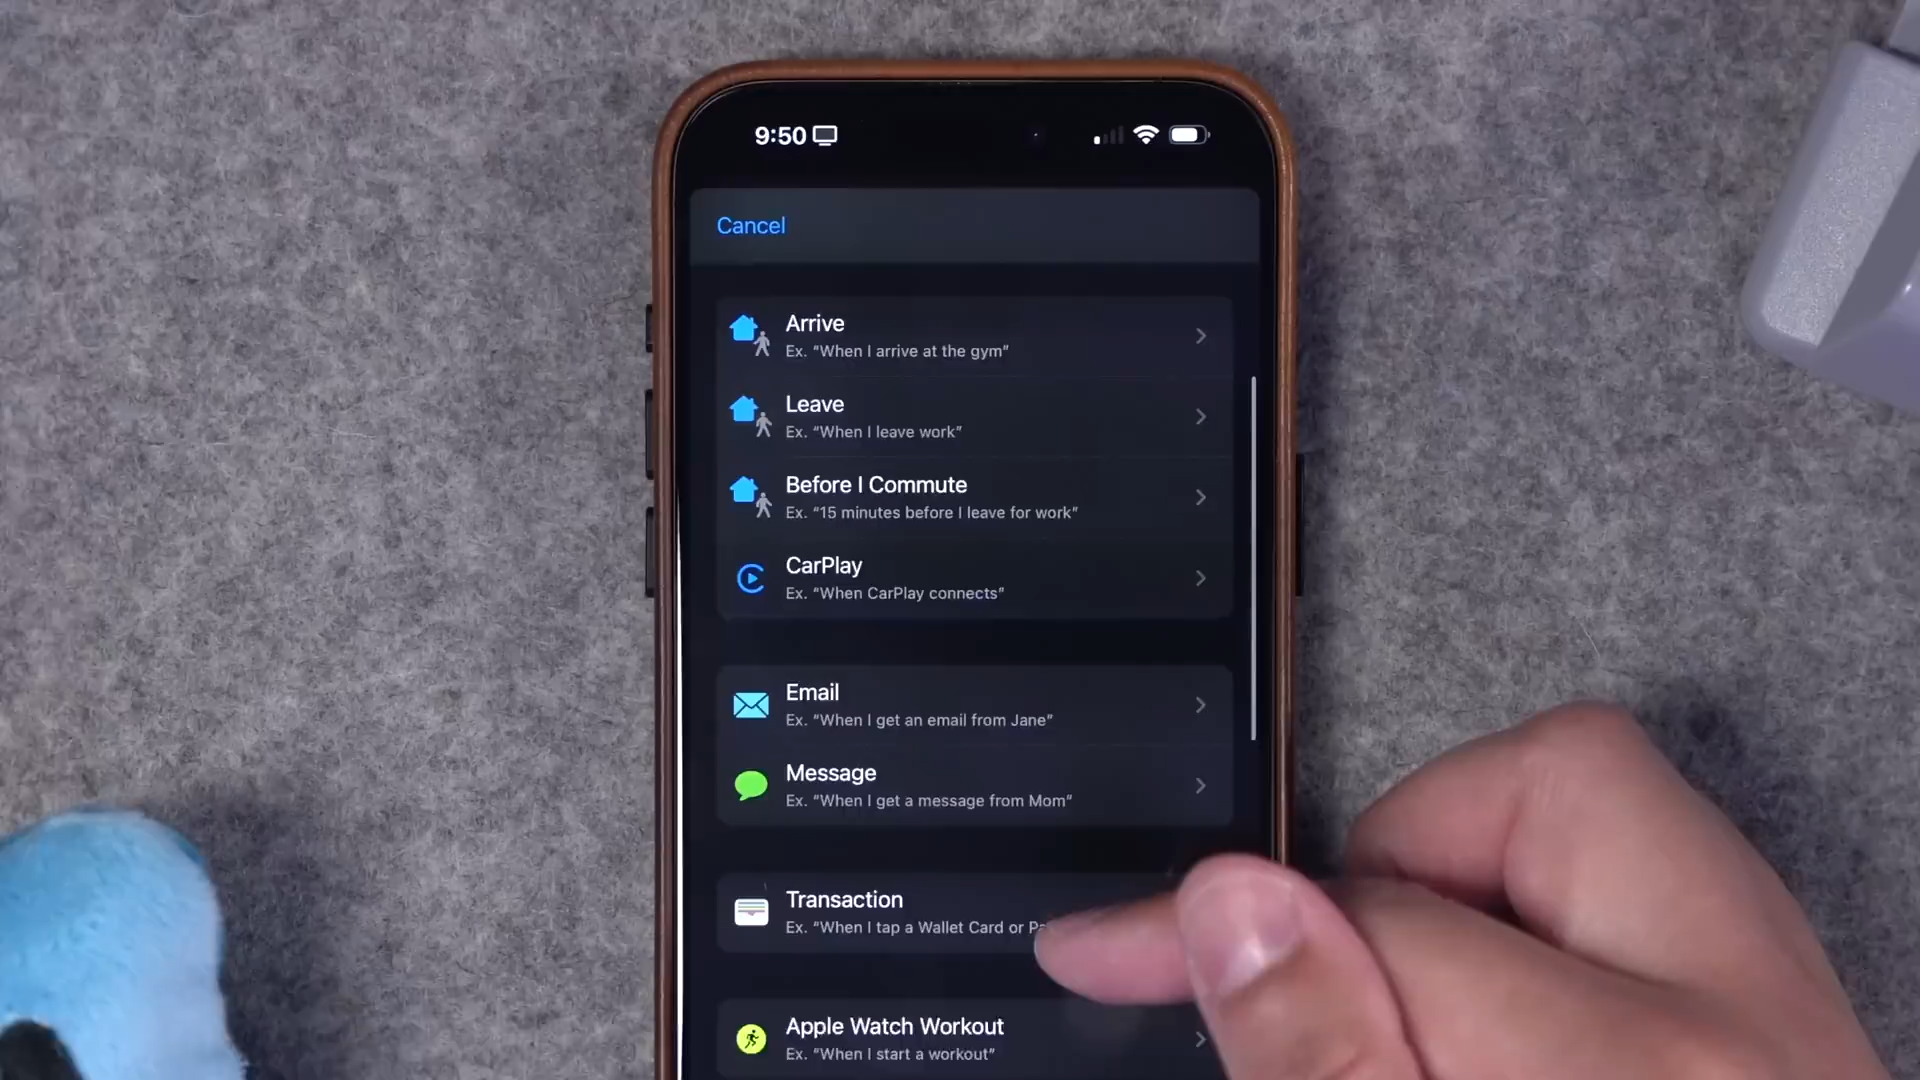 9:50
Cancel
Arrive
Ex. “When I arrive at the gym”
Leave
Ex. “When I leave work”
Before I Commute
Ex. “15 minutes before I leave for work”
CarPlay
Ex. “When CarPlay connects”
Email
Ex. “When I get an email from Jane”
Message
Ex. “When I get a message from Mom”
Transaction
Ex. “When I tap a Wallet Card or
Apple Watch Workout
Ex. “When I start a workout”